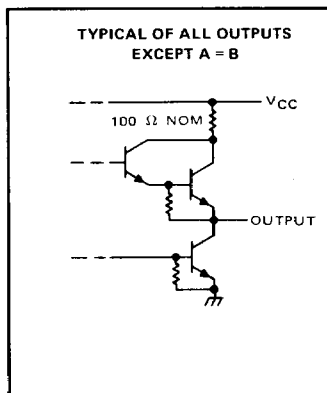 TYPICAL OF ALL OUTPUTS
EXCEPT A = B
VCC
100 Ω NOM
OUTPUT